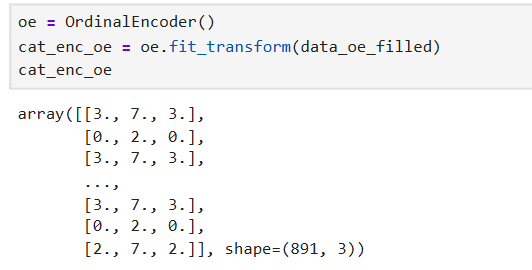 oe = OrdinalEncoder()
cat_enc_oe = oe.fit_transform(data_oe_filled)
cat_enc_oe
array([[3., 7., 3.],
       [0., 2., 0.],
       [3., 7., 3.],
       ...,
       [3., 7., 3.],
       [0., 2., 0.],
       [2., 7., 2.]], shape=(891, 3))